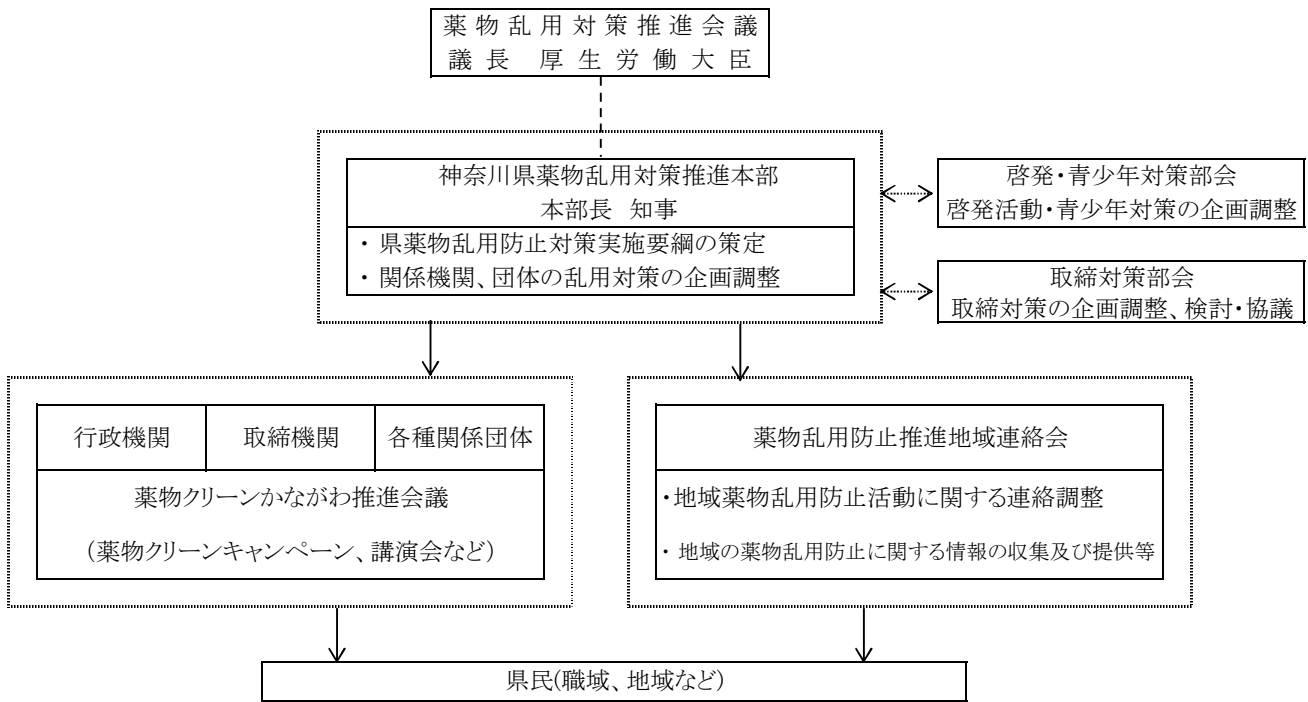 薬物乱用対策推進会議
議長 厚生労働大臣
神奈川県薬物乱用対策推進本部
本部長 知事
・県薬物乱用防止対策実施要綱の策定
・関係機関、団体の乱用対策の企画調整
啓発・青少年対策部会
啓発活動・青少年対策の企画調整
取締対策部会
取締対策の企画調整、検討・協議
行政機関 取締機関 各種関係団体
薬物クリーンかながわ推進会議
(薬物クリーンキャンペーン、講演会など)
薬物乱用防止推進地域連絡会
・地域薬物乱用防止活動に関する連絡調整
・地域の薬物乱用防止に関する情報の収集及び提供等
県民(職域、地域など)